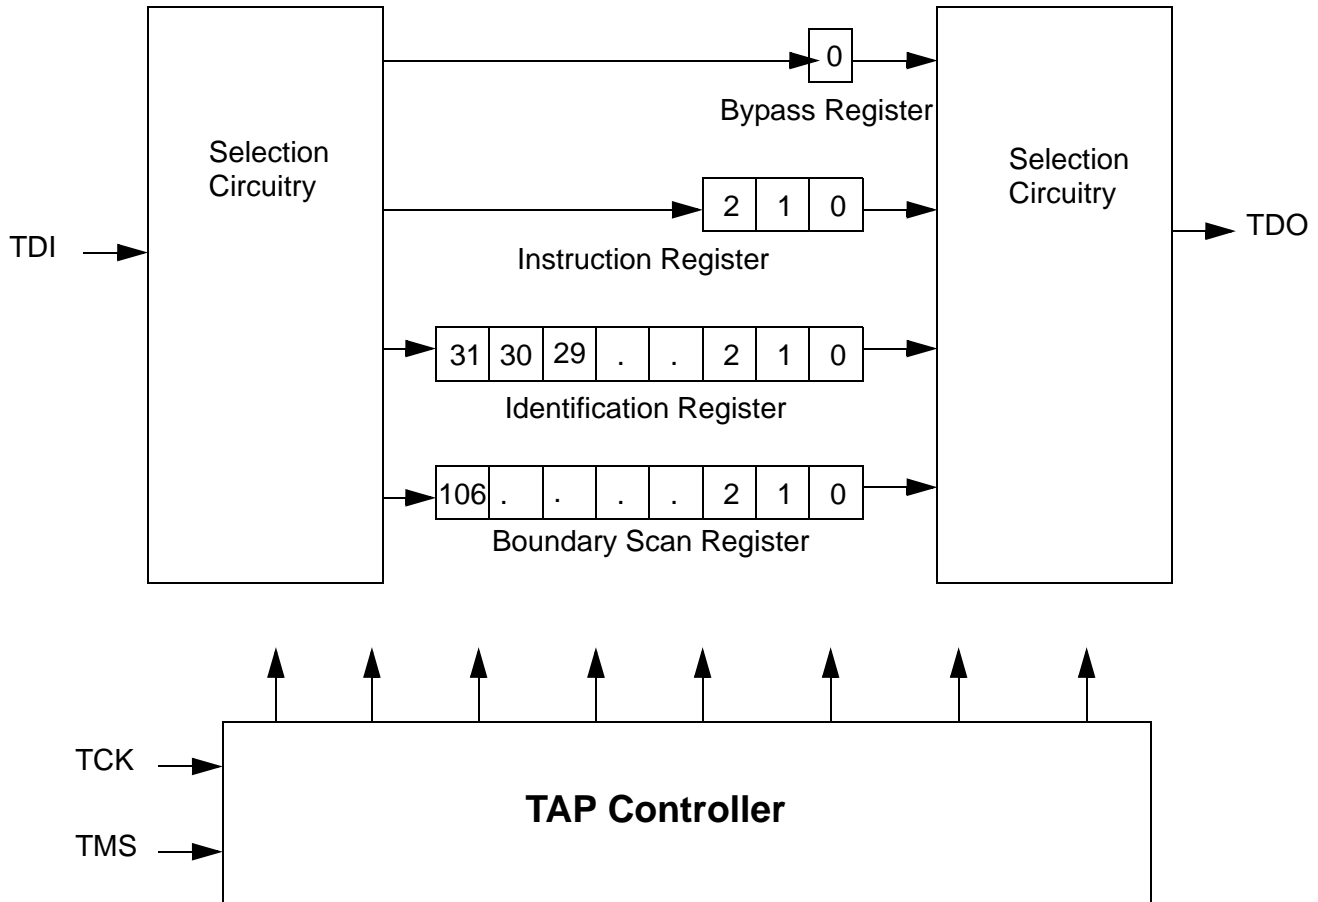 0
Bypass Register
Selection
Circuitry
Selection
Circuitry
2 1 0
TDI
TDO
Instruction Register
31 30 29 . . 2 1 0
Identification Register
106 . . . . 2 1 0
Boundary Scan Register
TCK
TAP Controller
TMS